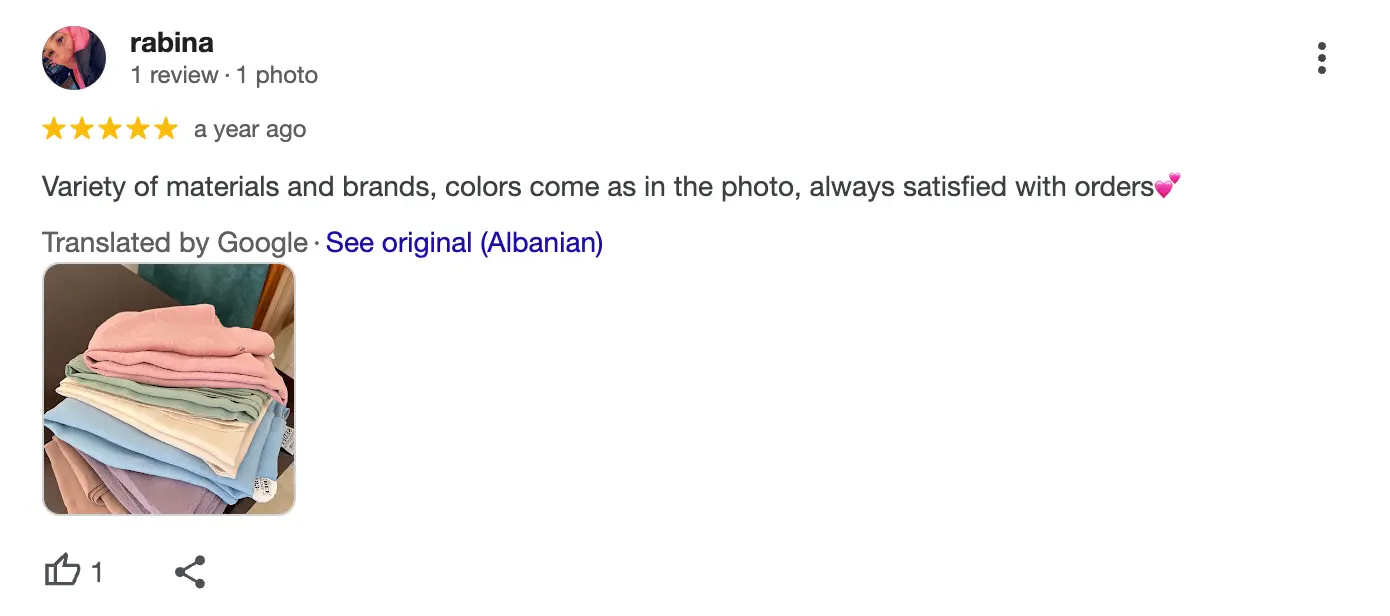 rabina
1 review · 1 photo
a year ago
Variety of materials and brands, colors come as in the photo, always satisfied with orders💕
Translated by Google · See original (Albanian)
1